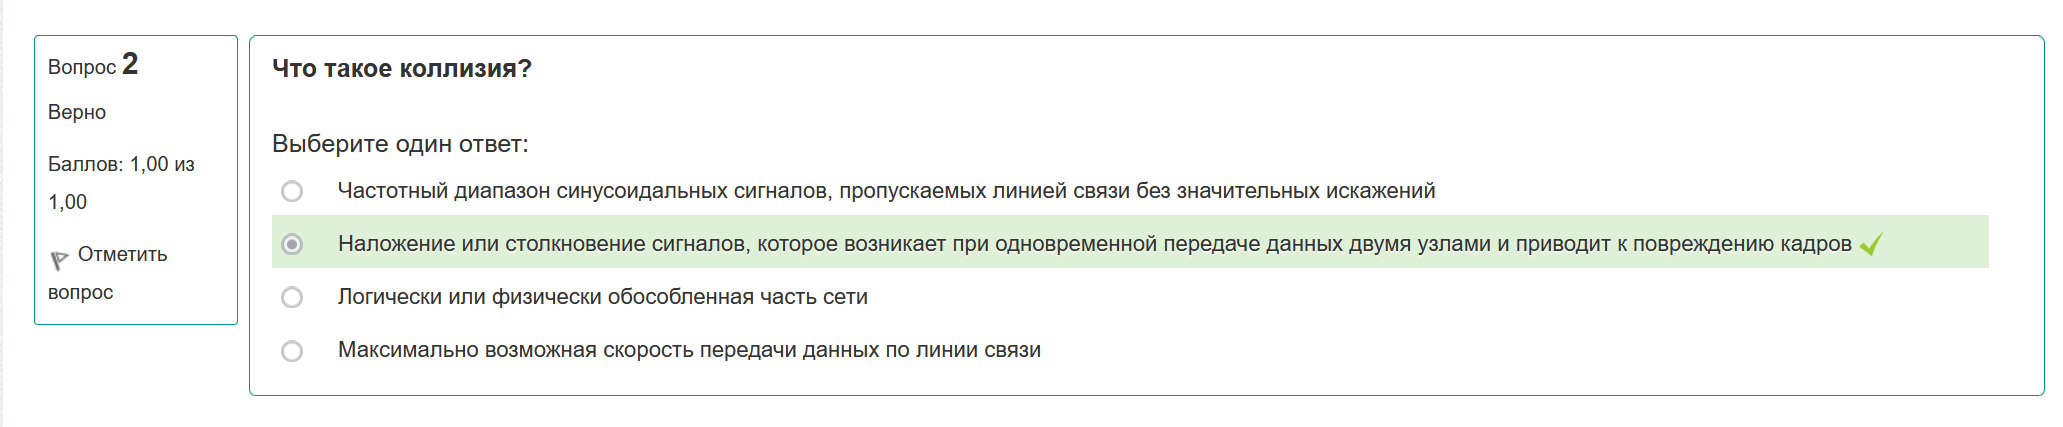 Вопрос 2
Верно
Баллов: 1,00 из
1,00
Отметить
вопрос
Что такое коллизия?
Выберите один ответ:
Частотный диапазон синусоидальных сигналов, пропускаемых линией связи без значительных искажений
Наложение или столкновение сигналов, которое возникает при одновременной передаче данных двумя узлами и приводит к повреждению кадров
Логически или физически обособленная часть сети
Максимально возможная скорость передачи данных по линии связи